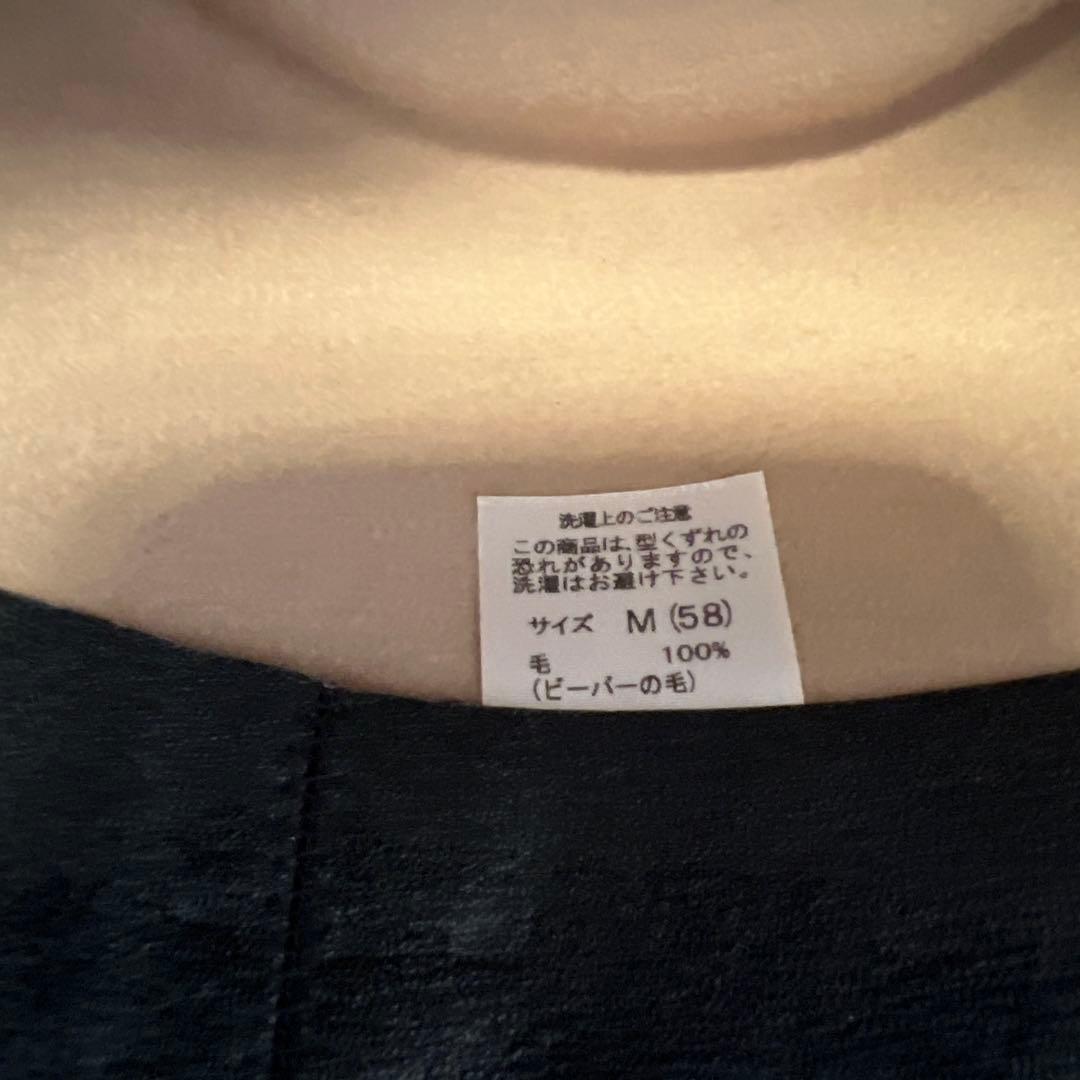 洗濯上のご注意
この商品は、型くずれの
恐れがありますので、
洗濯はお避け下さい。
サイズ M (58)
毛 100%
(ビーバーの毛)